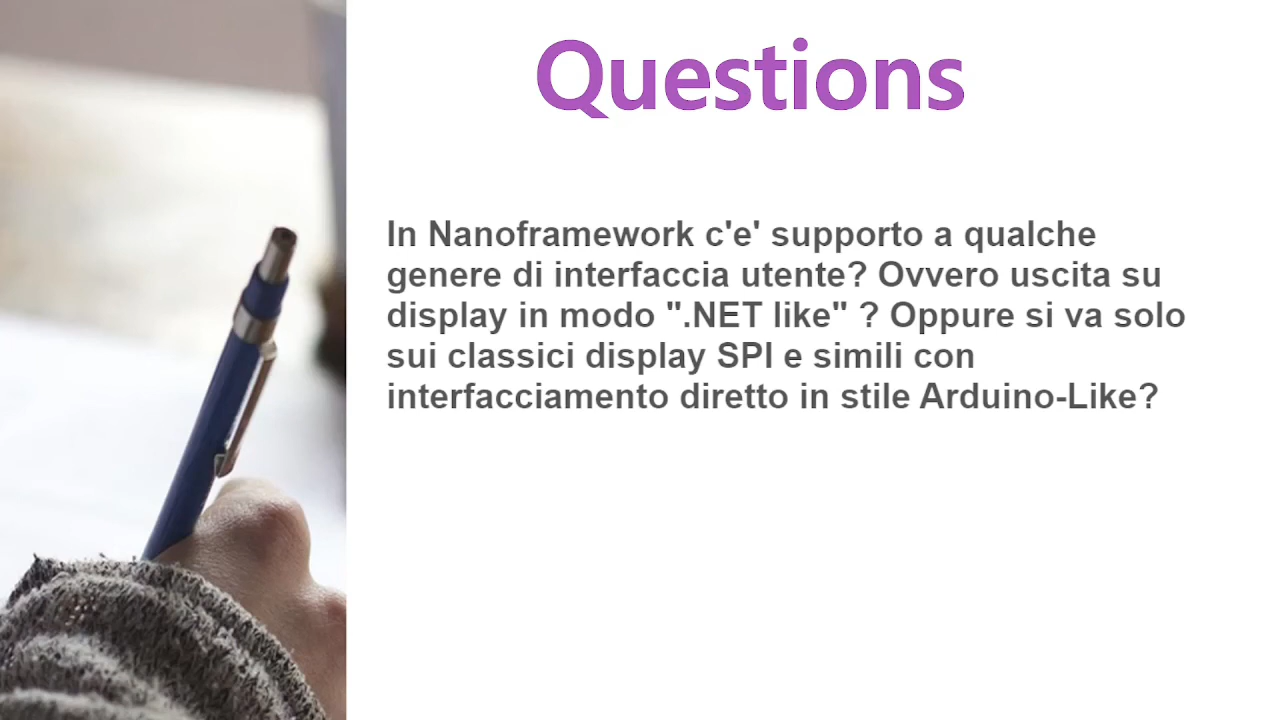 Questions
In Nanoframework c'e' supporto a qualche
genere di interfaccia utente? Ovvero uscita su
display in modo ".NET like" ? Oppure si va solo
sui classici display SPI e simili con
interfacciamento diretto in stile Arduino-Like?